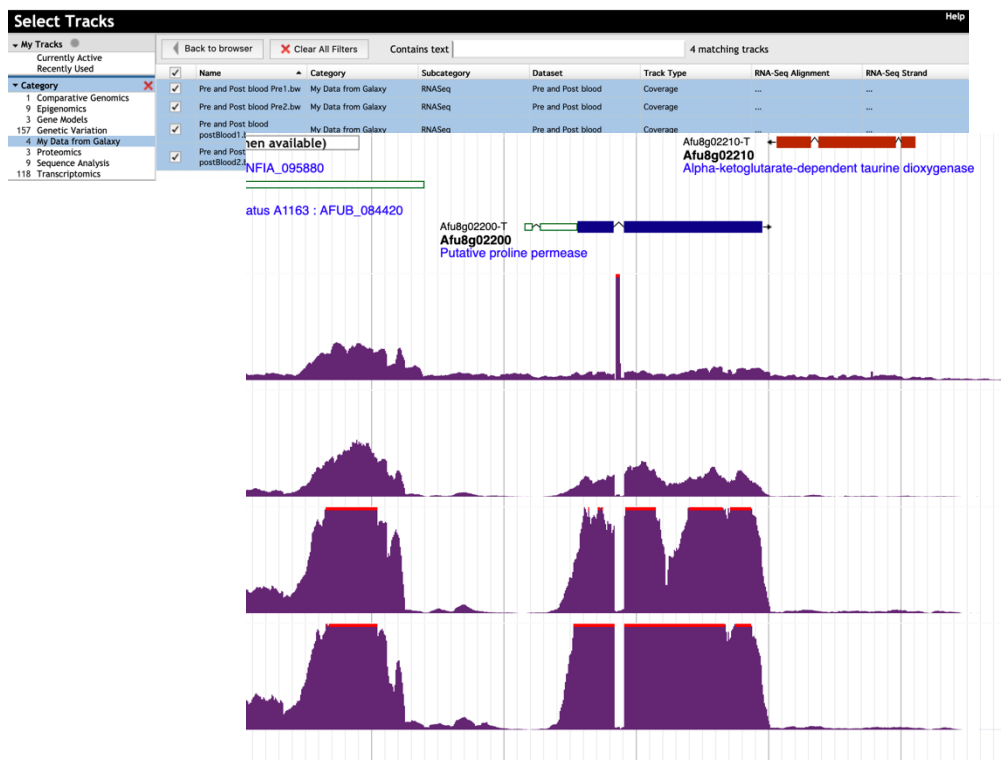 Select Tracks
Help
My Tracks
Currently Active
Recently Used
Category
1 Comparative Genomics
9 Epigenomics
3 Gene Models
157 Genetic Variation
4 My Data from Galaxy
3 Proteomics
9 Sequence Analysis
118 Transcriptomics
Back to browser
Clear All Filters
Contains text
4 matching tracks
Name Category Subcategory Dataset Track Type RNA-Seq Alignment RNA-Seq Strand
Pre and Post blood Pre1.bw My Data from Galaxy RNASeq Pre and Post blood Coverage ... ...
Pre and Post blood Pre2.bw My Data from Galaxy RNASeq Pre and Post blood Coverage ... ...
Pre and Post blood
postBlood1. My Data from Galaxy RNASeq Pre and Post blood Coverage ... ...
Pre and Post
postBlood2.
en available)
NFIA_095880
atus A1163 : AFUB_084420
Afu8g02210-T
Afu8g02210
Alpha-ketoglutarate-dependent taurine dioxygenase
Afu8g02200-T
Afu8g02200
Putative proline permease